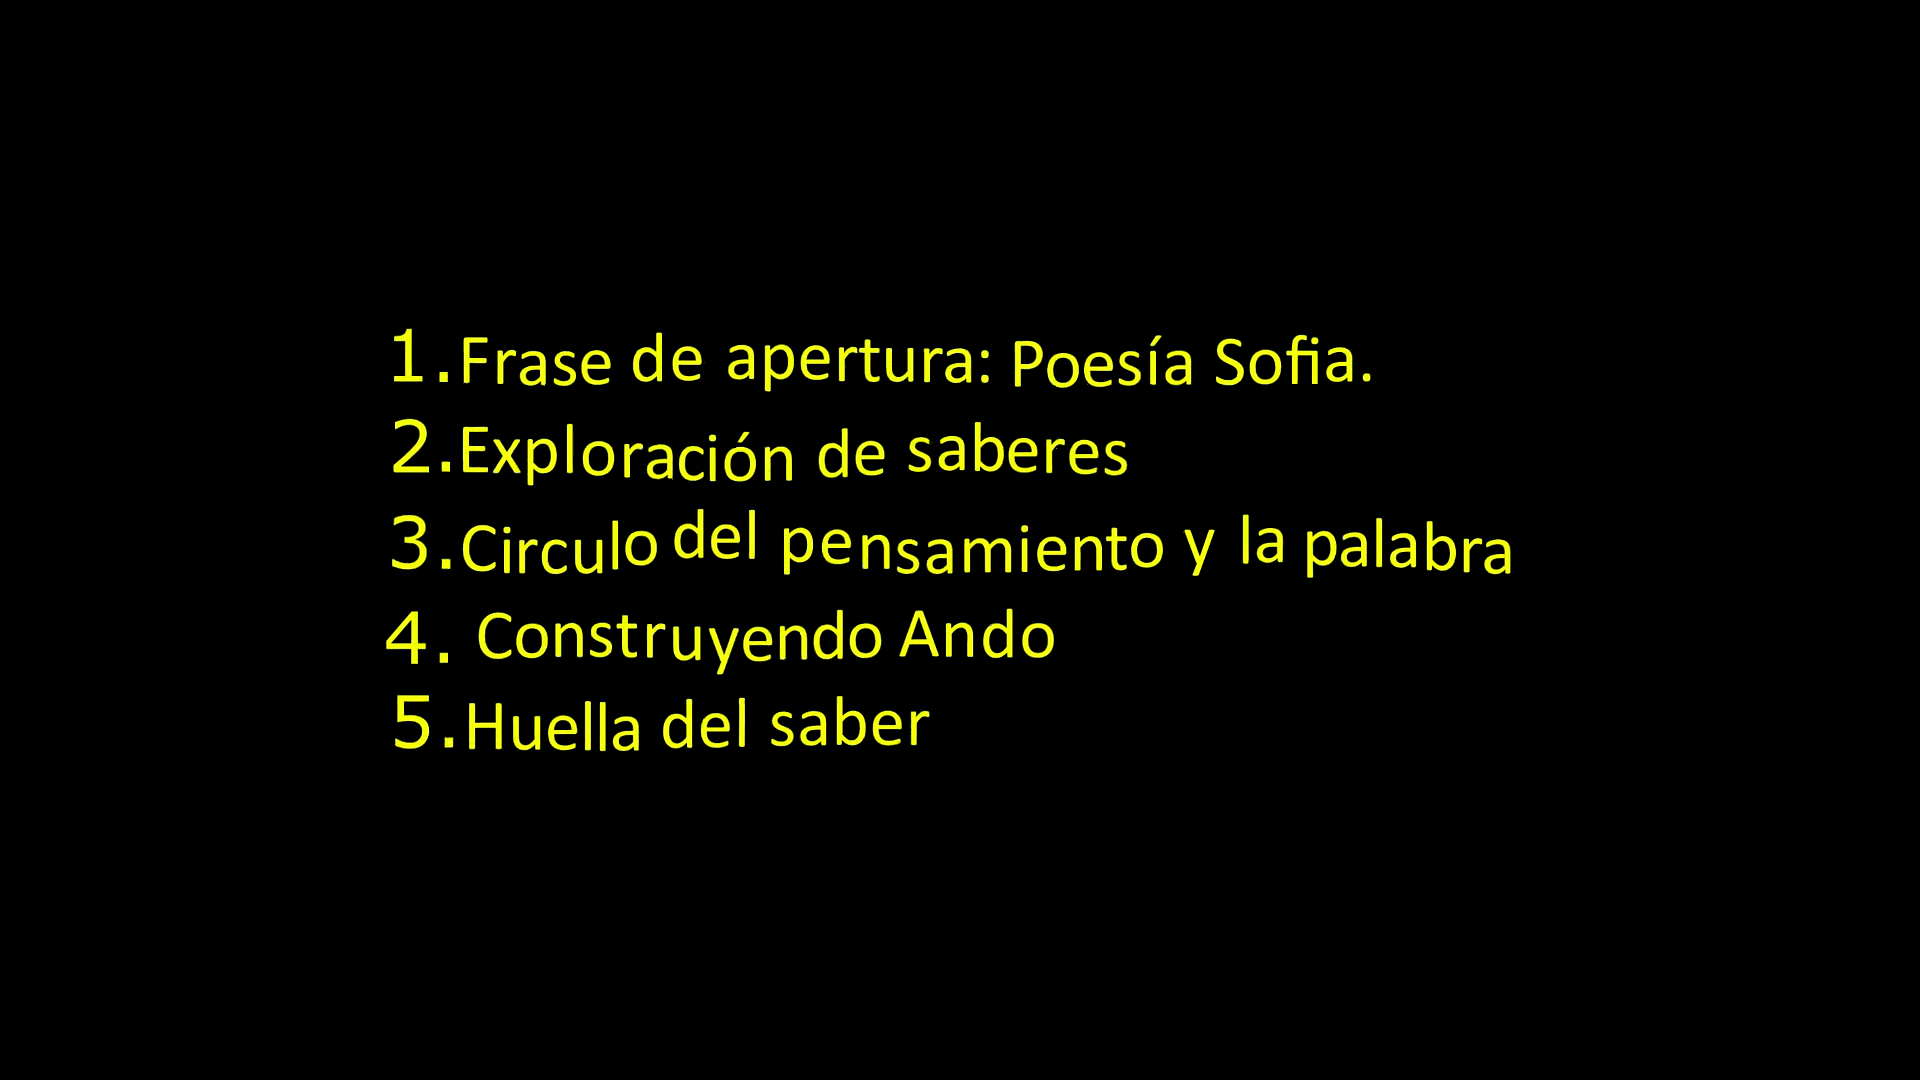 1.Frase de apertura: Poesía Sofia.
2.Exploración de saberes
3.Circulo del pensamiento y la palabra
4. Construyendo Ando
5.Huella del saber